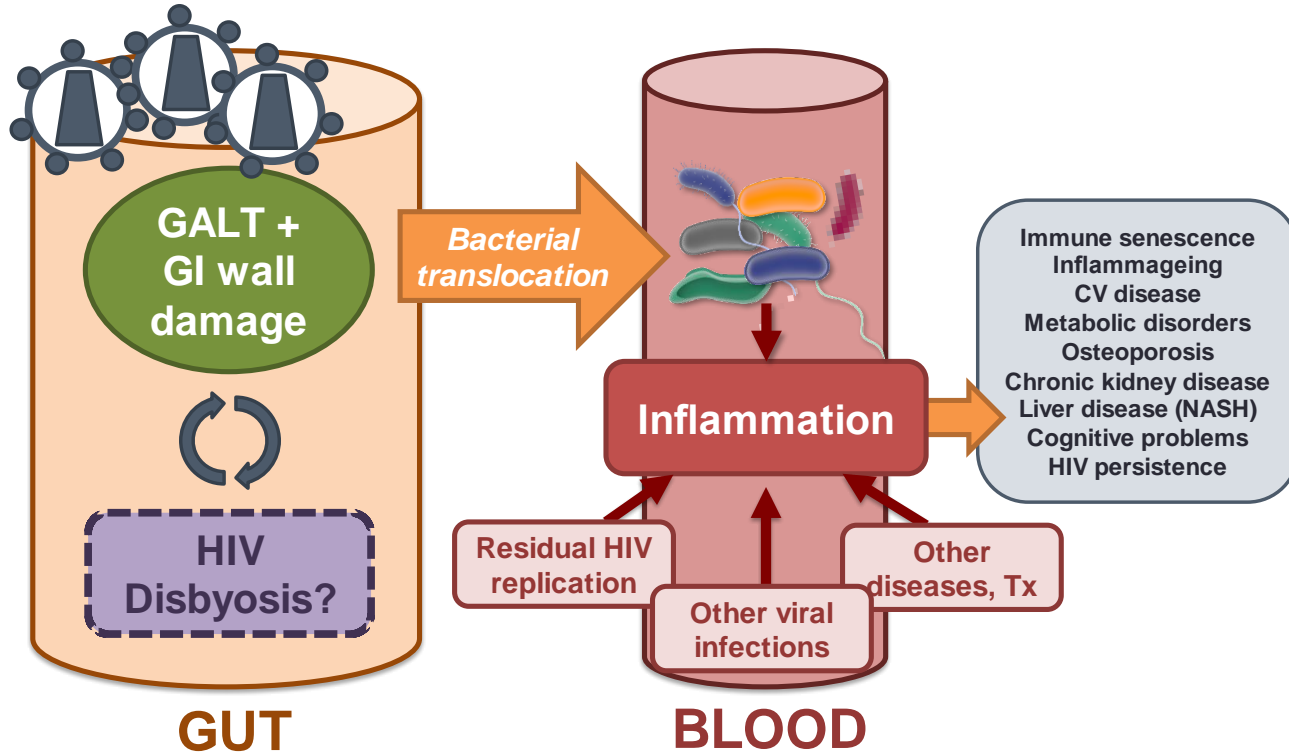 GALT +
GI wall
damage
HIV
Disbyosis?
GUT
Bacterial
translocation
Inflammation
Residual HIV
replication
Other viral
infections
Other
diseases, Tx
BLOOD
Immune senescence
Inflammageing
CV disease
Metabolic disorders
Osteoporosis
Chronic kidney disease
Liver disease (NASH)
Cognitive problems
HIV persistence